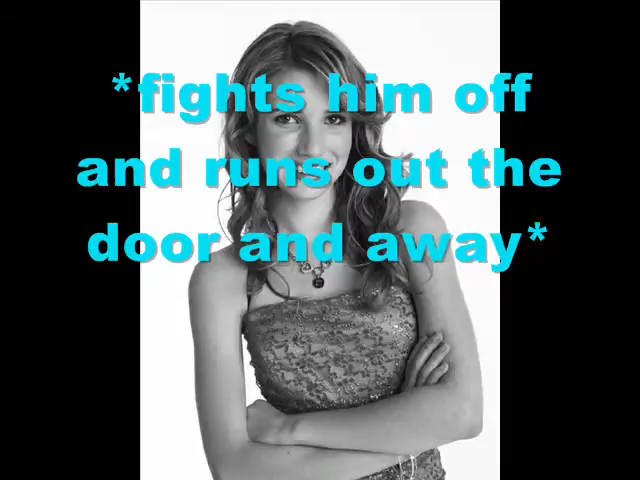 *fights him off
and runs out the
door and away*